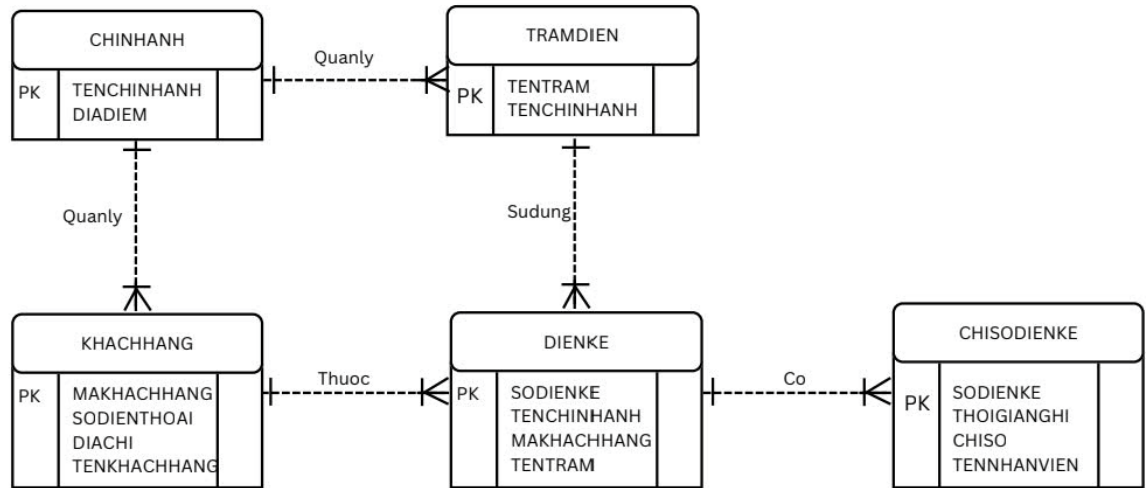 CHINHANH
PK
TENCHINHANH
DIADIEM
Quanly
TRAMDIEN
PK
TENTRAM
TENCHINHANH
Quanly
Sudung
KHACHHANG
PK
MAKHACHHANG
SODIENTHOAI
DIACHI
TENKHACHHANG
Thuoc
DIENKE
PK
SODIENKE
TENCHINHANH
MAKHACHHANG
TENTRAM
Co
CHISODIENKE
PK
SODIENKE
THOIGIANGHI
CHISO
TENNHANVIEN